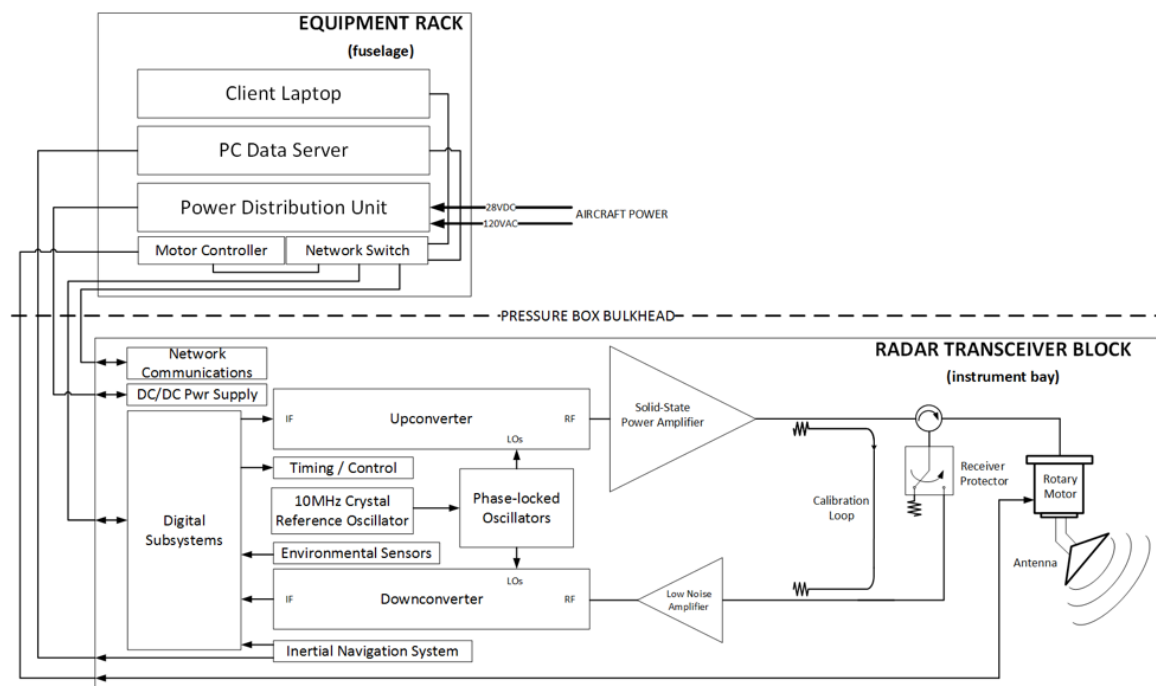 EQUIPMENT RACK
(fuselage)
Client Laptop
PC Data Server
Power Distribution Unit
28VDC
120VAC
AIRCRAFT POWER
Motor Controller
Network Switch
PRESSURE BOX BULKHEAD
RADAR TRANSCEIVER BLOCK
(instrument bay)
Network
Communications
DC/DC Pwr Supply
IF
Upconverter
RF
LOs
Solid-State
Power Amplifier
Timing / Control
10MHz Crystal
Reference Oscillator
Phase-locked
Oscillators
Digital
Subsystems
Environmental Sensors
LOs
IF
Downconverter
RF
Low Noise
Amplifier
Calibration
Loop
Receiver
Protector
Rotary
Motor
Antenna
Inertial Navigation System